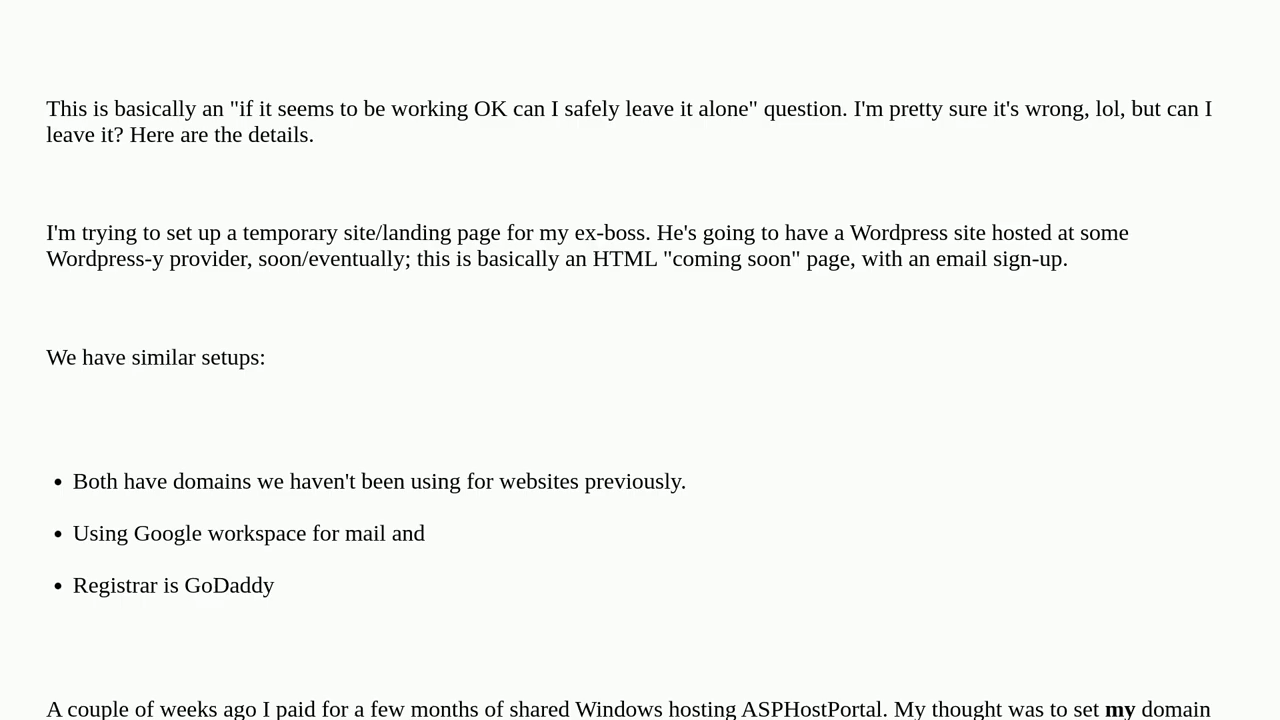 This is basically an "if it seems to be working OK can I safely leave it alone" question. I'm pretty sure it's wrong, lol, but can I
leave it? Here are the details.
I'm trying to set up a temporary site/landing page for my ex-boss. He's going to have a Wordpress site hosted at some
Wordpress-y provider, soon/eventually; this is basically an HTML "coming soon" page, with an email sign-up.
We have similar setups:
• Both have domains we haven't been using for websites previously.
• Using Google workspace for mail and
• Registrar is GoDaddy
A couple of weeks ago I paid for a few months of shared Windows hosting ASPHostPortal. My thought was to set my domain